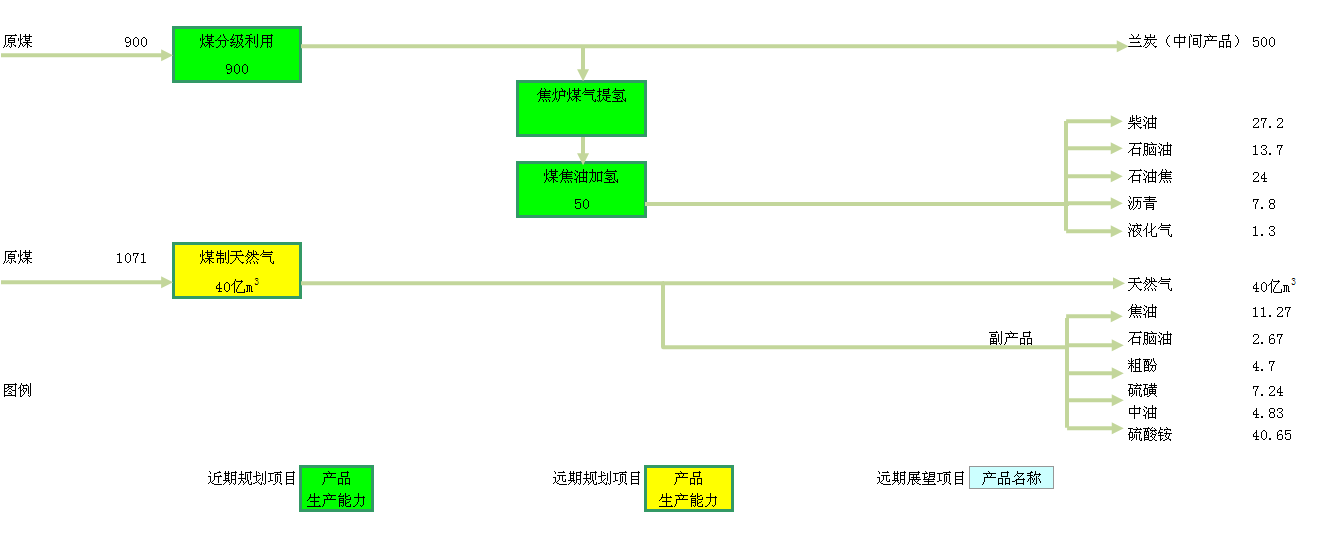 原煤 900 煤分级利用 兰炭（中间产品） 500
900
焦炉煤气提氢
柴油 27.2
石脑油 13.7
煤焦油加氢 石油焦 24
50 沥青 7.8
液化气 1.3
原煤 1071 煤制天然气
40亿m³ 天然气 40亿m³
焦油 11.27
副产品 石脑油 2.67
粗酚 4.7
图例 硫磺 7.24
中油 4.83
硫酸铵 40.65
近期规划项目 产品 远期规划项目 产品 远期展望项目 产品名称
生产能力 生产能力